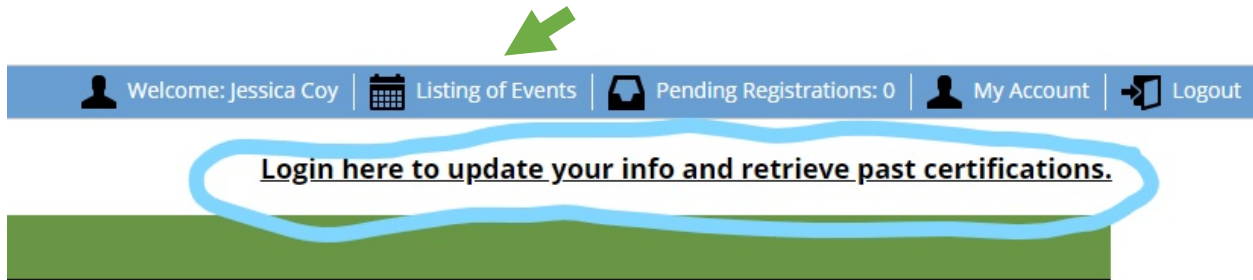 Welcome: Jessica Coy Listing of Events Pending Registrations: 0 My Account Logout
Login here to update your info and retrieve past certifications.